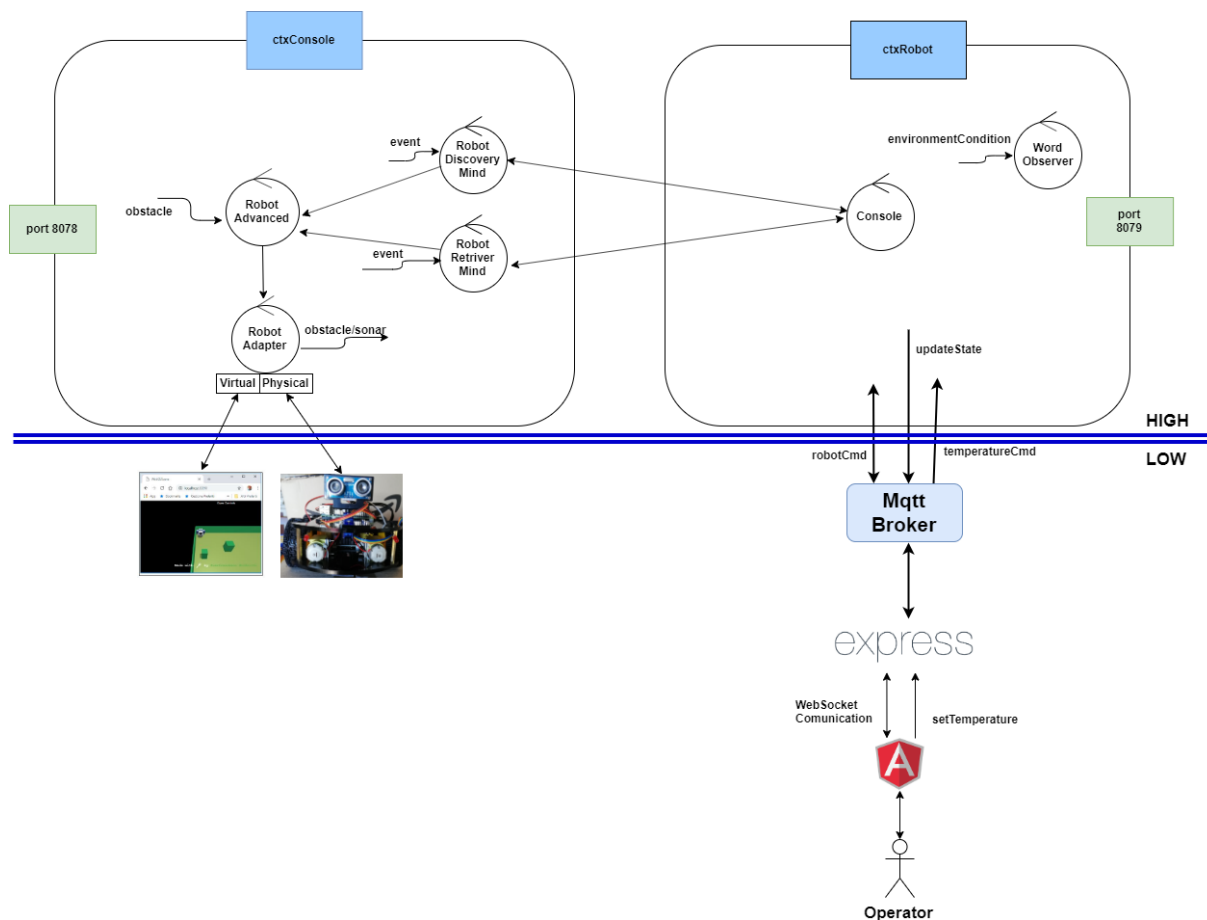 ctxConsole
ctxRobot
event
Robot
Discovery
Mind
environmentCondition
Word
Observer
obstacle
Robot
Advanced
Console
port 8078
port
8079
event
Robot
Retriver
Mind
Robot
Adapter
obstacle/sonar
updateState
Virtual
Physical
HIGH
LOW
robotCmd
temperatureCmd
Mqtt
Broker
express
WebSocket
Comunication
setTemperature
A
Operator